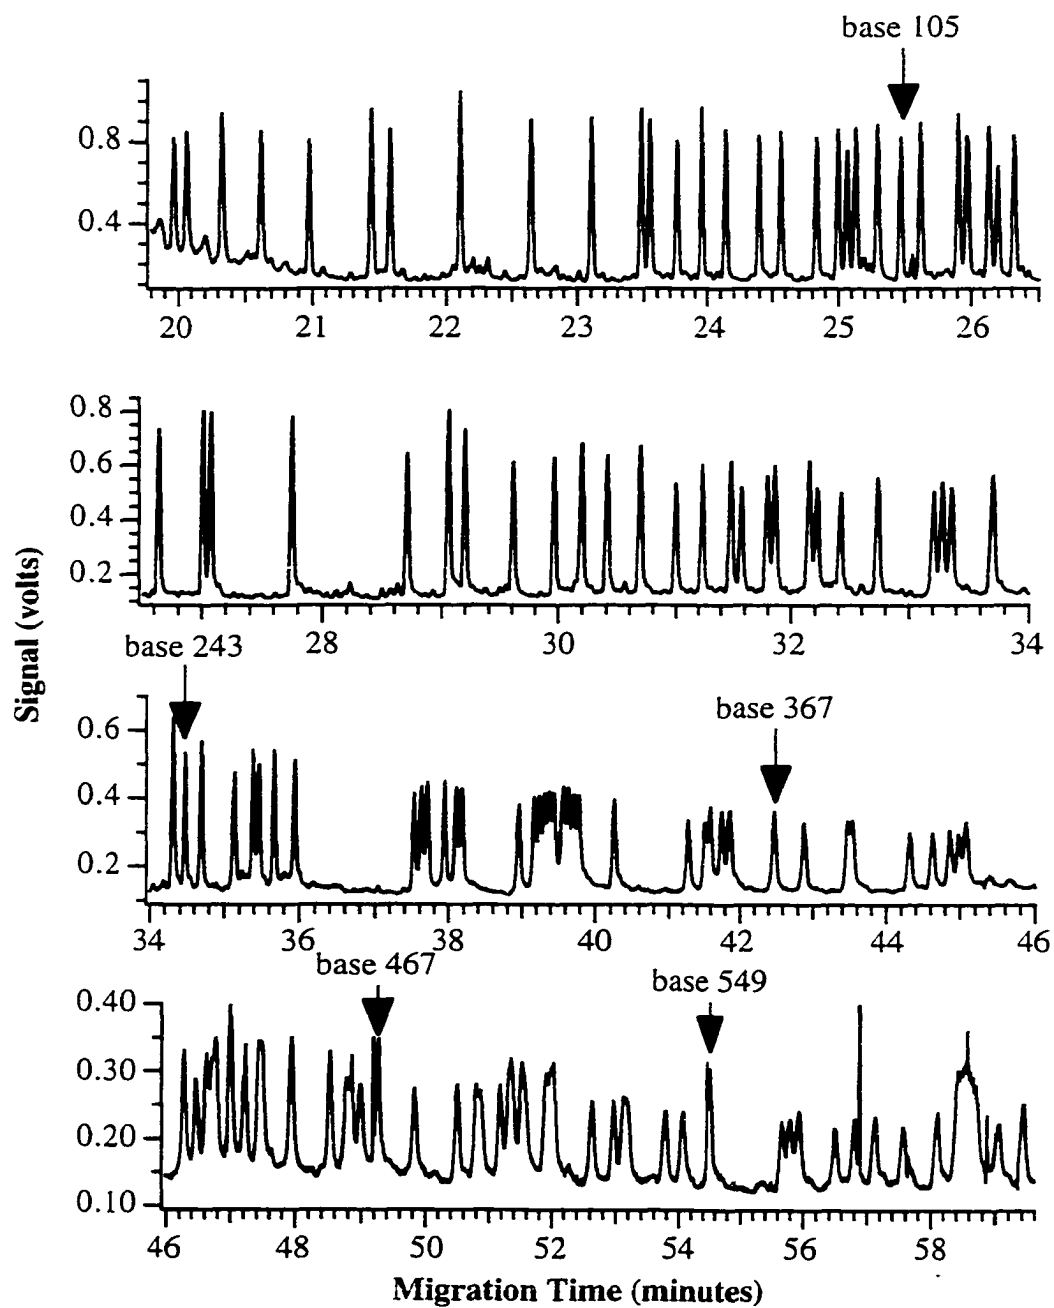 base 105
0.8
0.4
20 21 22 23 24 25 26
0.8
0.6
0.4
0.2
28 30 32 34
Signal (volts)
base 243
base 367
0.6
0.4
0.2
34 36 38 40 42 44 46
base 467
base 549
0.40
0.30
0.20
0.10
46 48 50 52 54 56 58
Migration Time (minutes)